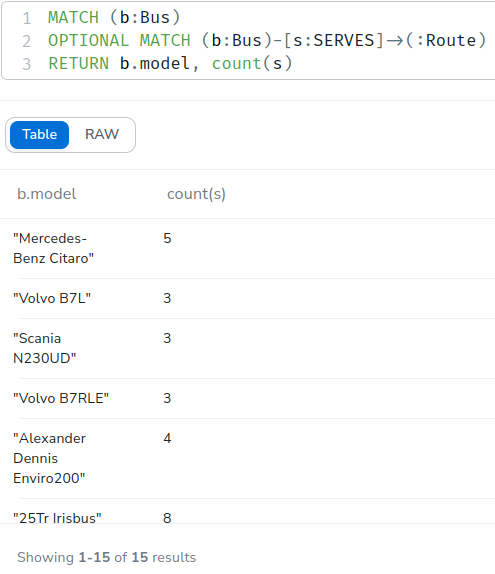 1 MATCH (b:Bus)
2 OPTIONAL MATCH (b:Bus)-[s:SERVES]->(:Route)
3 RETURN b.model, count(s)
Table RAW
b.model count(s)
"Mercedes- 5
Benz Citaro"
"Volvo B7L" 3
"Scania 3
N230UD"
"Volvo B7RLE" 3
"Alexander 4
Dennis
Enviro200"
"25Tr Irisbus" 8
Showing 1-15 of 15 results